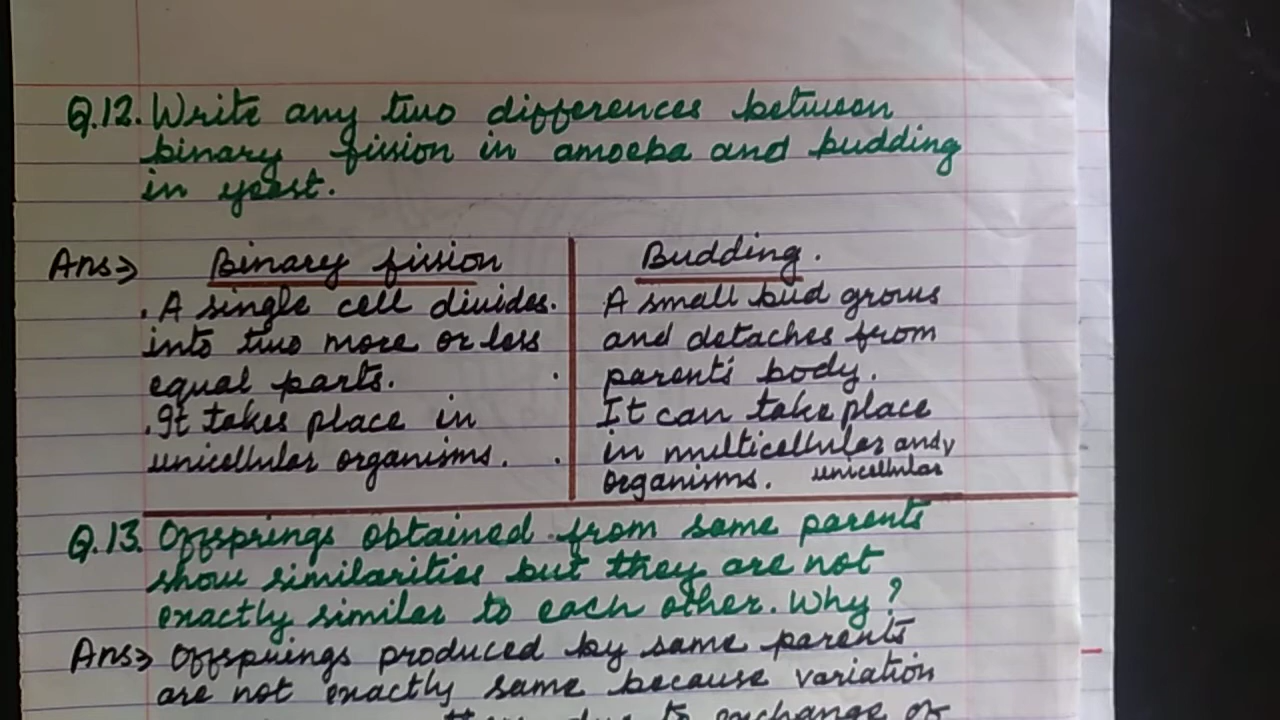 Q.12. Write any two differences between
binary fission in amoeba and budding
in yeast.
Ans→ Binary fission
. A single cell divides.
into two more or less
equal parts.
.It takes place in
unicellular organisms.
Budding.
A small bud grows
and detaches from
parents body.
It can take place
in multicellular and
unicellular
organisms.
Q.13. Offsprings obtained from same parents
show similarities but they are not
exactly similar to each other. Why?
Ans→ Offsprings produced by same parents
are not exactly same because variation
due to exchange of